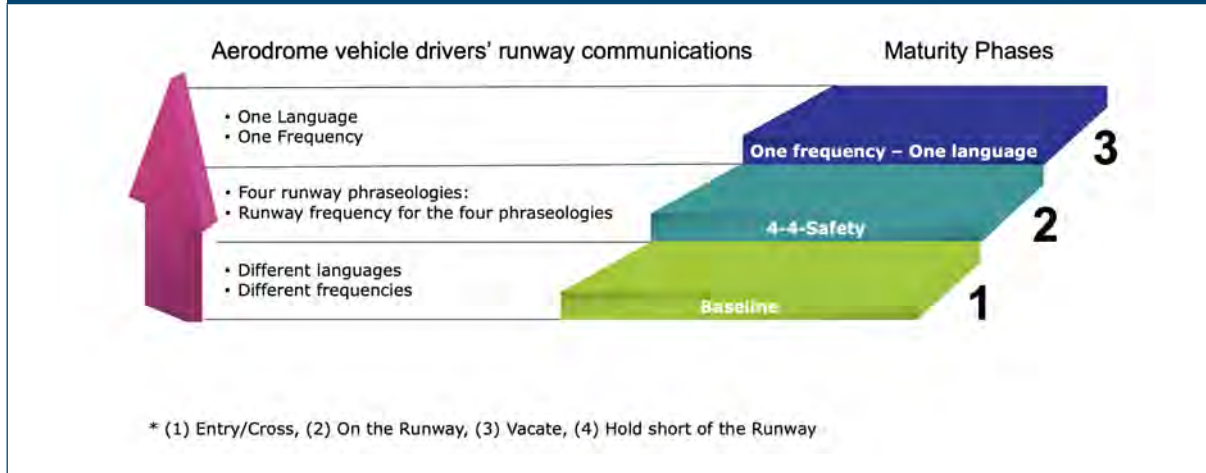 Aerodrome vehicle drivers’ runway communications
Maturity Phases
• One Language
• One Frequency
One frequency – One language
3
• Four runway phraseologies:
• Runway frequency for the four phraseologies
4-4-Safety
2
• Different languages
• Different frequencies
Baseline
1
* (1) Entry/Cross, (2) On the Runway, (3) Vacate, (4) Hold short of the Runway